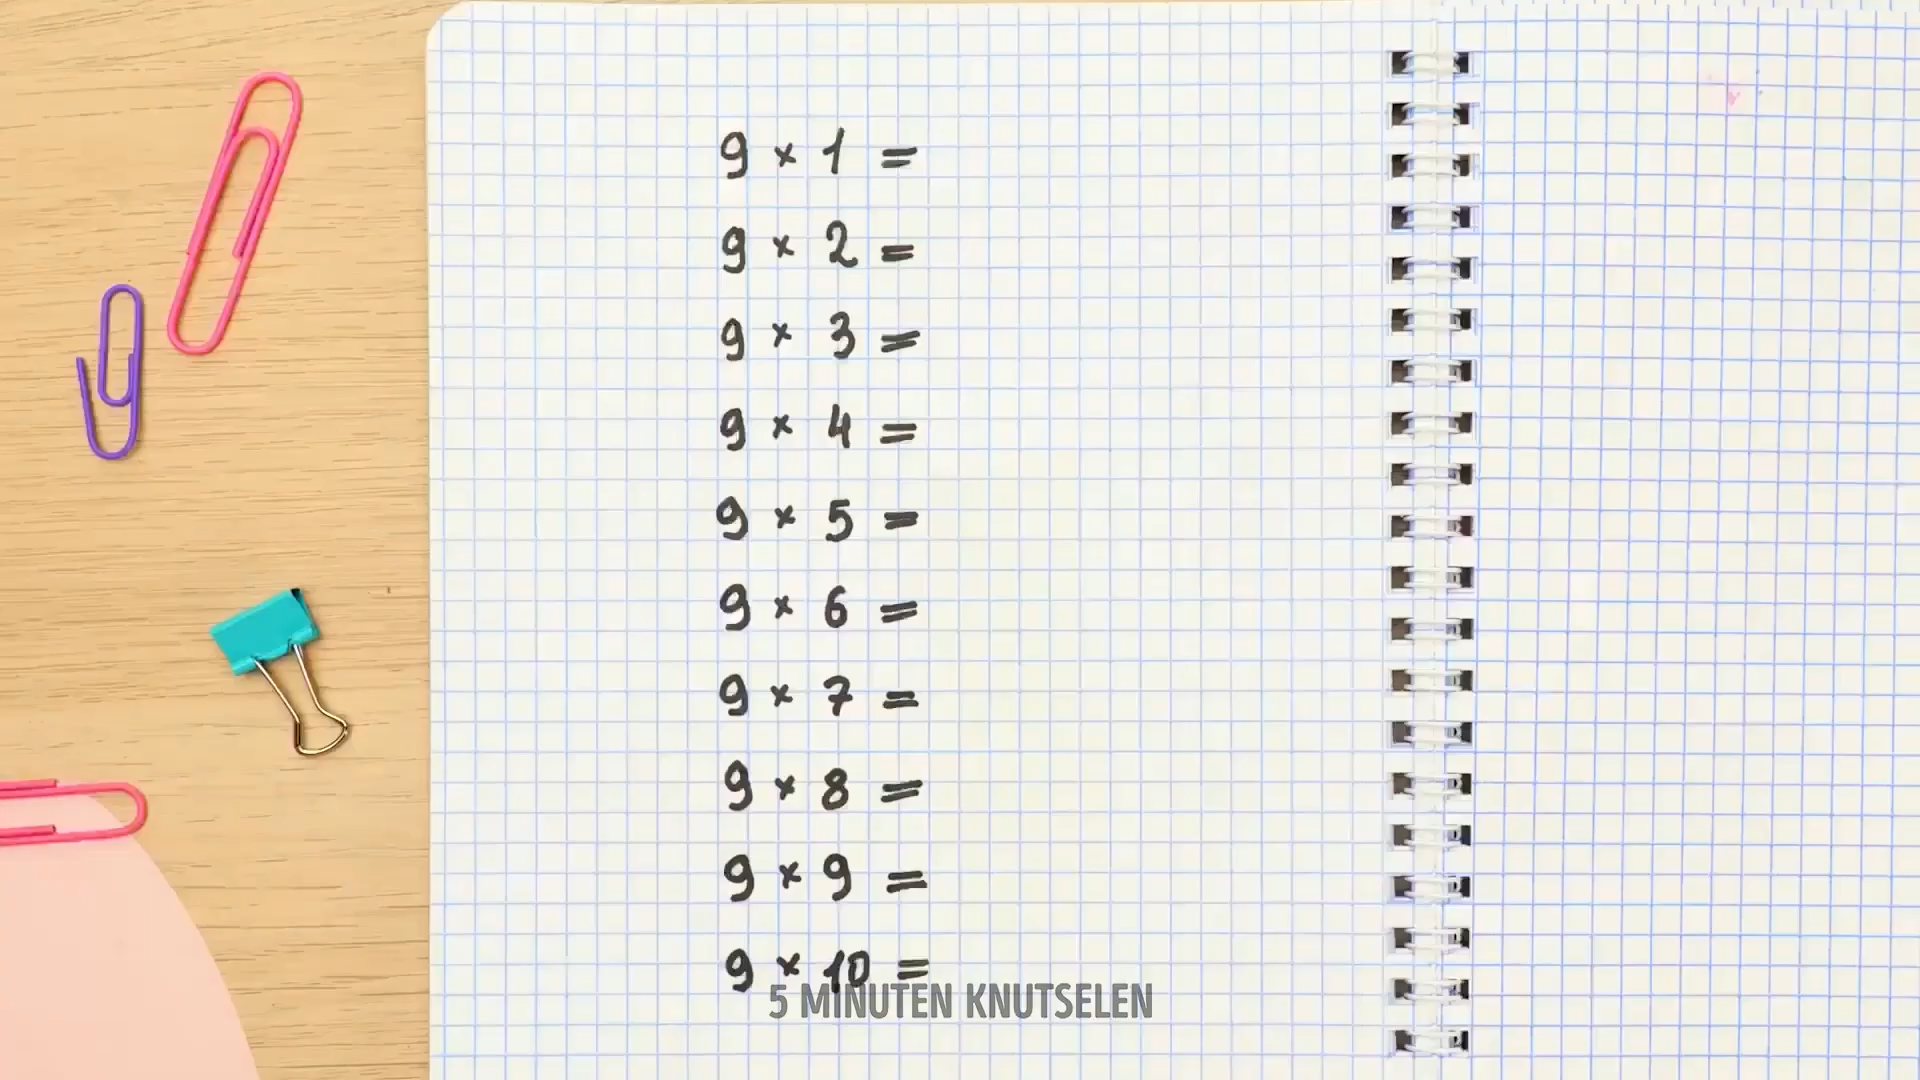 9 × 1 =
9 × 2 =
9 × 3 =
9 × 4 =
9 × 5 =
9 × 6 =
9 × 7 =
9 × 8 =
9 × 9 =
9 × 10 =
5 MINUTEN KNUTSELEN